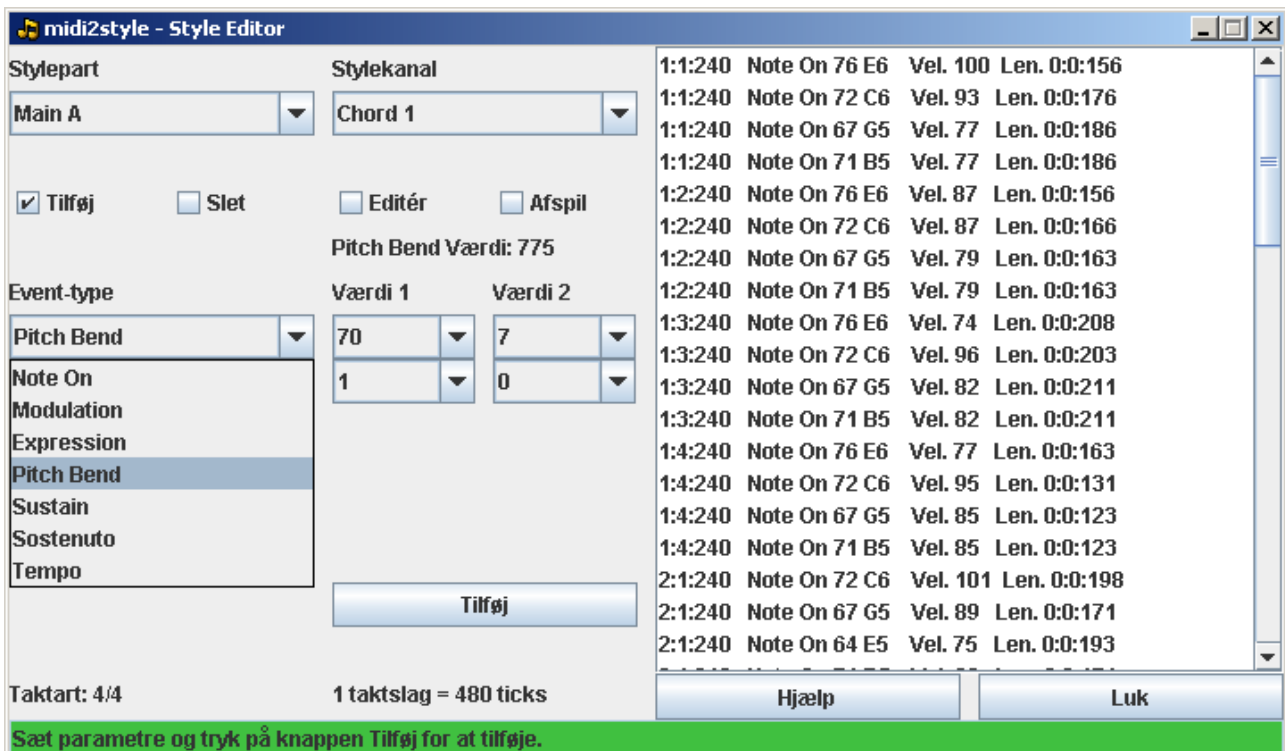 midi2style - Style Editor
Stylepart Stylekanal
Main A Chord 1
Tilføj Slet Editér Afspil
Pitch Bend Værdi: 775
Event-type Værdi 1 Værdi 2
Pitch Bend 70 7
1 0
Note On
Modulation
Expression
Pitch Bend
Sustain
Sostenuto
Tempo
Tilføj
Taktart: 4/4 1 taktslag = 480 ticks
1:1:240 Note On 76 E6 Vel. 100 Len. 0:0:156
1:1:240 Note On 72 C6 Vel. 93 Len. 0:0:176
1:1:240 Note On 67 G5 Vel. 77 Len. 0:0:186
1:1:240 Note On 71 B5 Vel. 77 Len. 0:0:186
1:2:240 Note On 76 E6 Vel. 87 Len. 0:0:156
1:2:240 Note On 72 C6 Vel. 87 Len. 0:0:166
1:2:240 Note On 67 G5 Vel. 79 Len. 0:0:163
1:2:240 Note On 71 B5 Vel. 79 Len. 0:0:163
1:3:240 Note On 76 E6 Vel. 74 Len. 0:0:208
1:3:240 Note On 72 C6 Vel. 96 Len. 0:0:203
1:3:240 Note On 67 G5 Vel. 82 Len. 0:0:211
1:3:240 Note On 71 B5 Vel. 82 Len. 0:0:211
1:4:240 Note On 76 E6 Vel. 77 Len. 0:0:163
1:4:240 Note On 72 C6 Vel. 95 Len. 0:0:131
1:4:240 Note On 67 G5 Vel. 85 Len. 0:0:123
1:4:240 Note On 71 B5 Vel. 85 Len. 0:0:123
2:1:240 Note On 72 C6 Vel. 101 Len. 0:0:198
2:1:240 Note On 67 G5 Vel. 89 Len. 0:0:171
2:1:240 Note On 64 E5 Vel. 75 Len. 0:0:193
Hjælp Luk
Sæt parametre og tryk på knappen Tilføj for at tilføje.